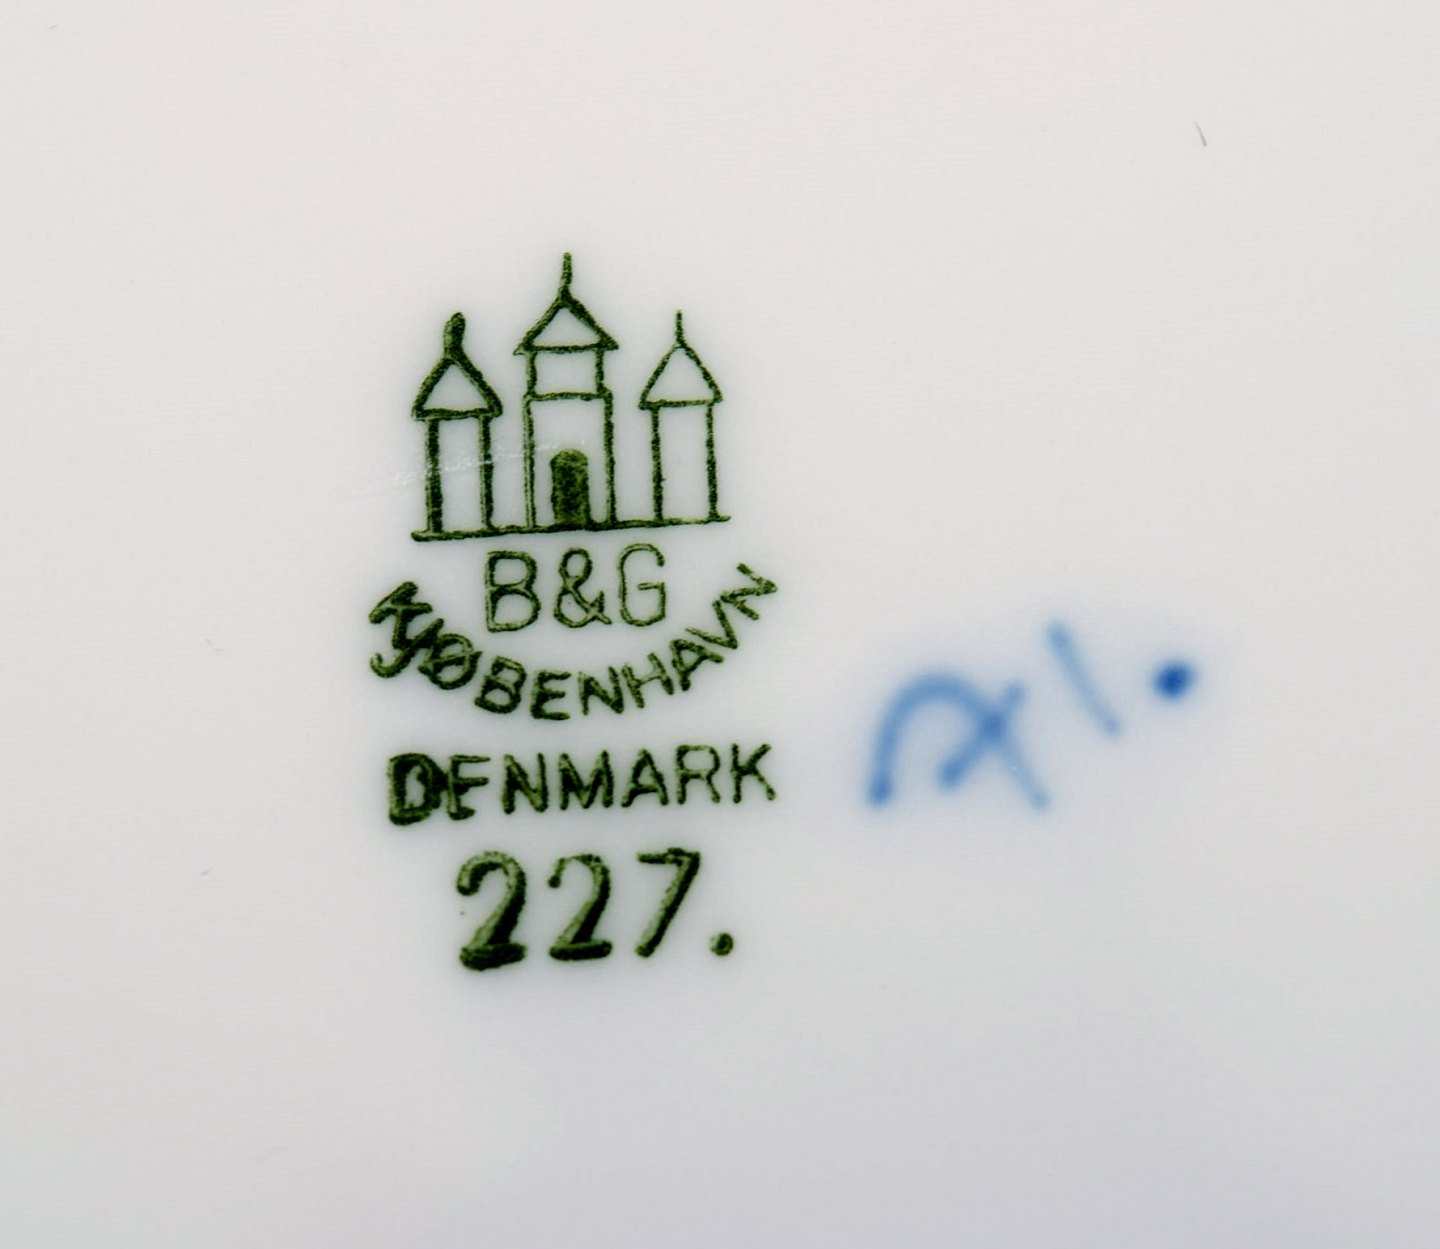 B&G
KJØBENHAVN
DENMARK
227.